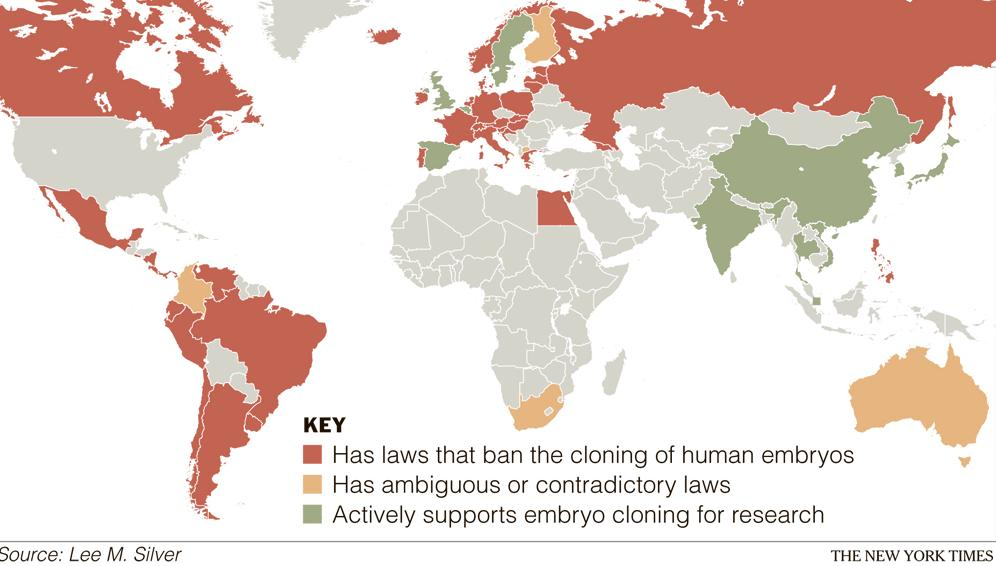 KEY
Has laws that ban the cloning of human embryos
Has ambiguous or contradictory laws
Actively supports embryo cloning for research
Source: Lee M. Silver
THE NEW YORK TIMES